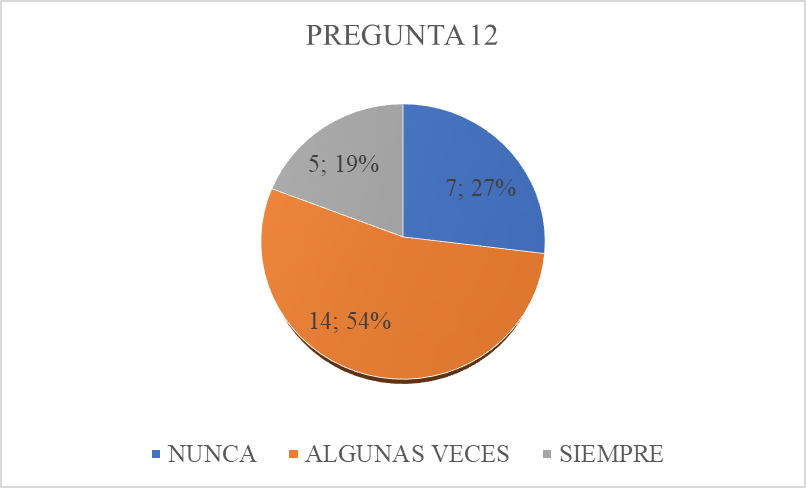 PREGUNTA 12
5; 19%
7; 27%
14; 54%
NUNCA ALGUNAS VECES SIEMPRE